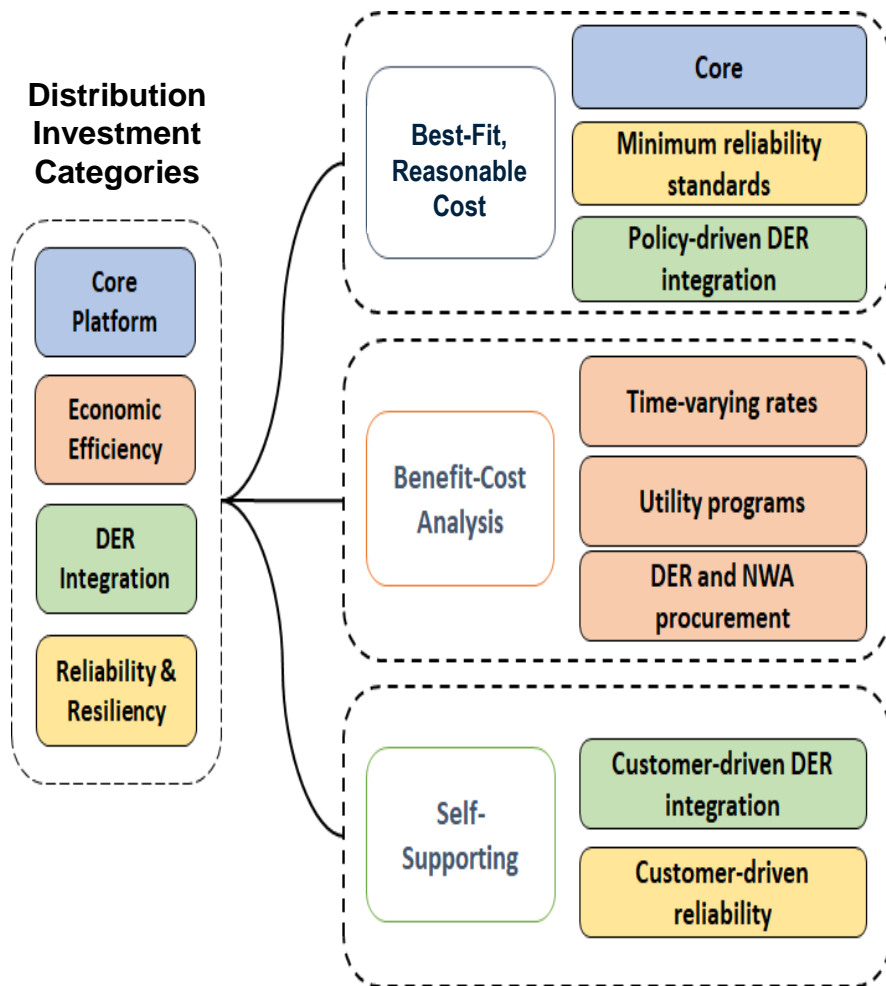 Distribution
Investment
Categories
Core
Platform
Economic
Efficiency
DER
Integration
Reliability &
Resiliency
Best-Fit,
Reasonable
Cost
Core
Minimum reliability
standards
Policy-driven DER
integration
Benefit-Cost
Analysis
Time-varying rates
Utility programs
DER and NWA
procurement
Self-
Supporting
Customer-driven DER
integration
Customer-driven
reliability